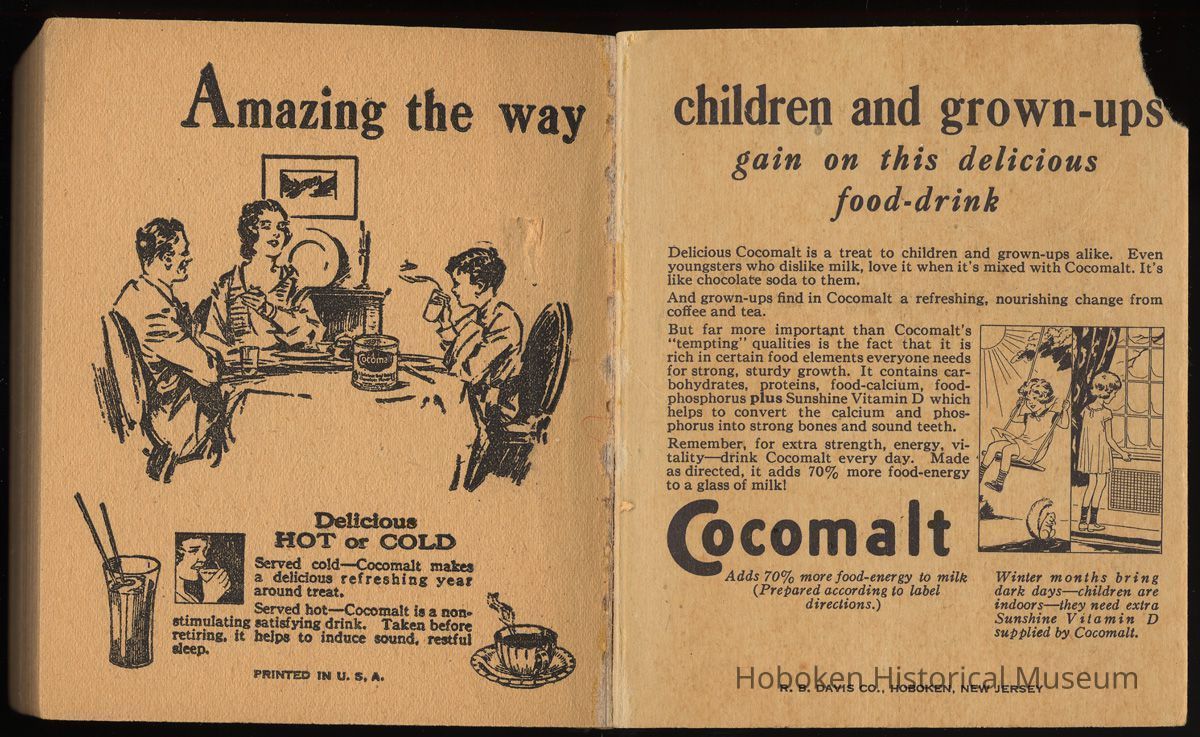 Amazing the way
Cocomalt
Delicious
HOT or COLD
Served cold—Cocomalt makes
a delicious refreshing year
around treat.
Served hot—Cocomalt is a non-
stimulating satisfying drink. Taken before
retiring, it helps to induce sound, restful
sleep.
PRINTED IN U. S. A.
children and grown-ups
gain on this delicious
food-drink
Delicious Cocomalt is a treat to children and grown-ups alike. Even
youngsters who dislike milk, love it when it's mixed with Cocomalt. It's
like chocolate soda to them.
And grown-ups find in Cocomalt a refreshing, nourishing change from
coffee and tea.
But far more important than Cocomalt's
"tempting" qualities is the fact that it is
rich in certain food elements everyone needs
for strong, sturdy growth. It contains car-
bohydrates, proteins, food-calcium, food-
phosphorus plus Sunshine Vitamin D which
helps to convert the calcium and phos-
phorus into strong bones and sound teeth.
Remember, for extra strength, energy, vi-
tality—drink Cocomalt every day. Made
as directed, it adds 70% more food-energy
to a glass of milk!
Cocomalt
Adds 70% more food-energy to milk
(Prepared according to label
directions.)
Winter months bring
dark days—children are
indoors—they need extra
Sunshine Vitamin D
supplied by Cocomalt.
Hoboken Historical Museum
R. B. DAVIS CO., HOBOKEN, NEW JERSEY